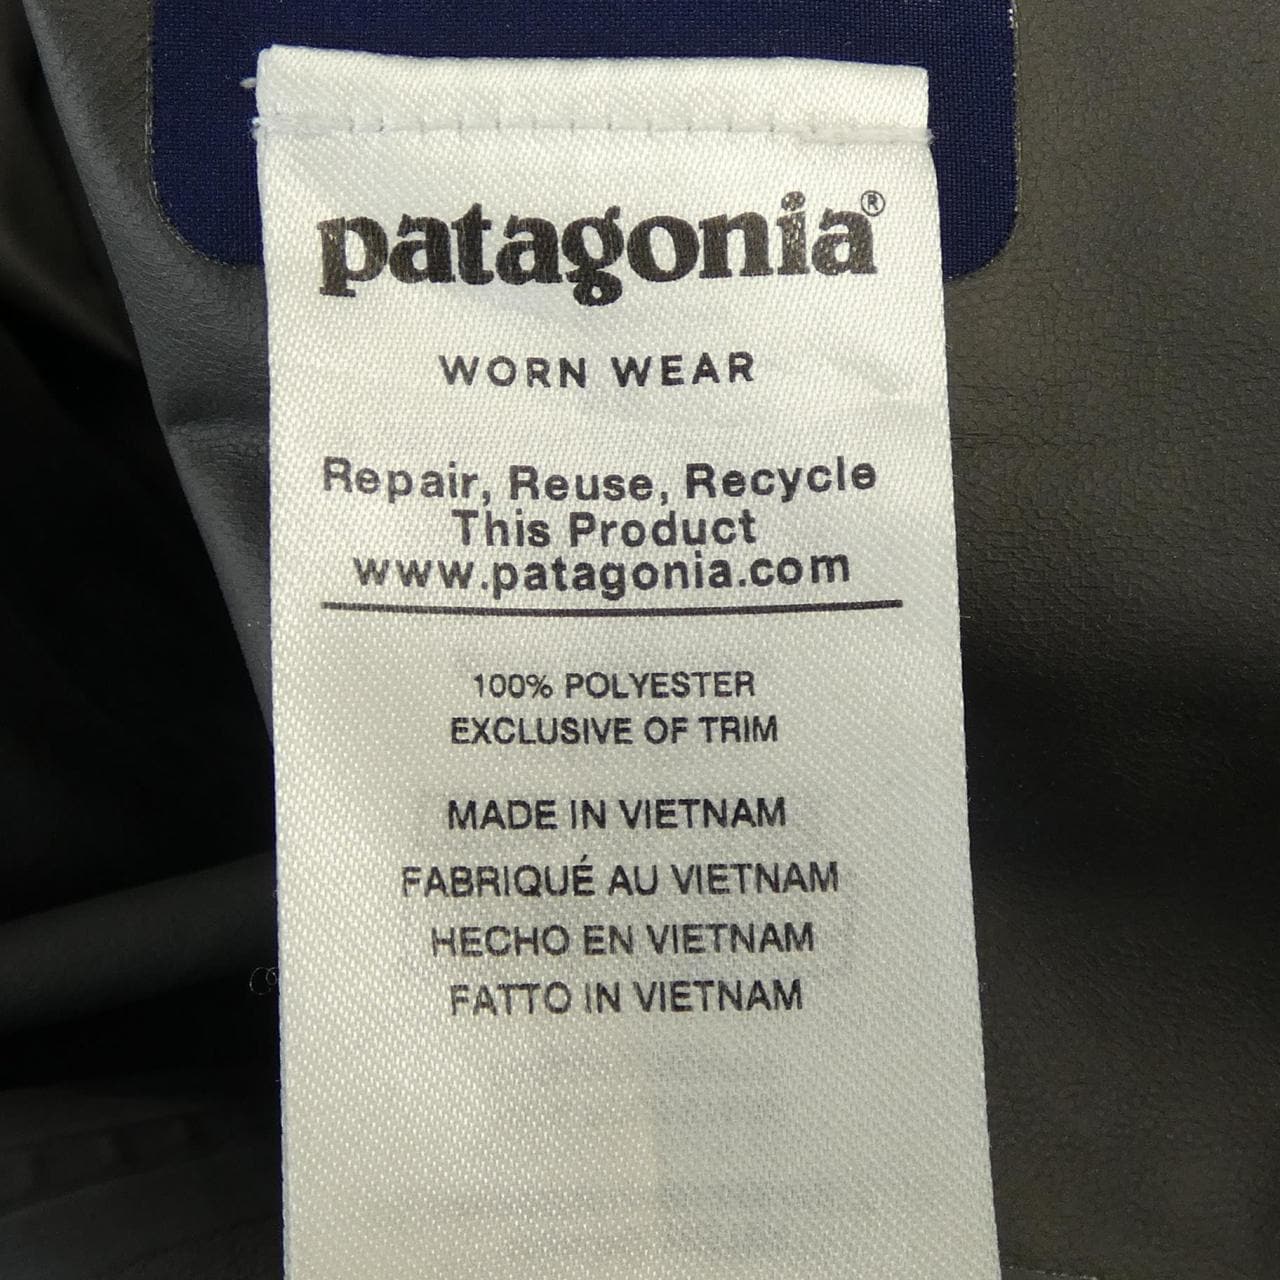 patagonia®
WORN WEAR
Repair, Reuse, Recycle
This Product
www.patagonia.com
100% POLYESTER
EXCLUSIVE OF TRIM
MADE IN VIETNAM
FABRIQUÉ AU VIETNAM
HECHO EN VIETNAM
FATTO IN VIETNAM